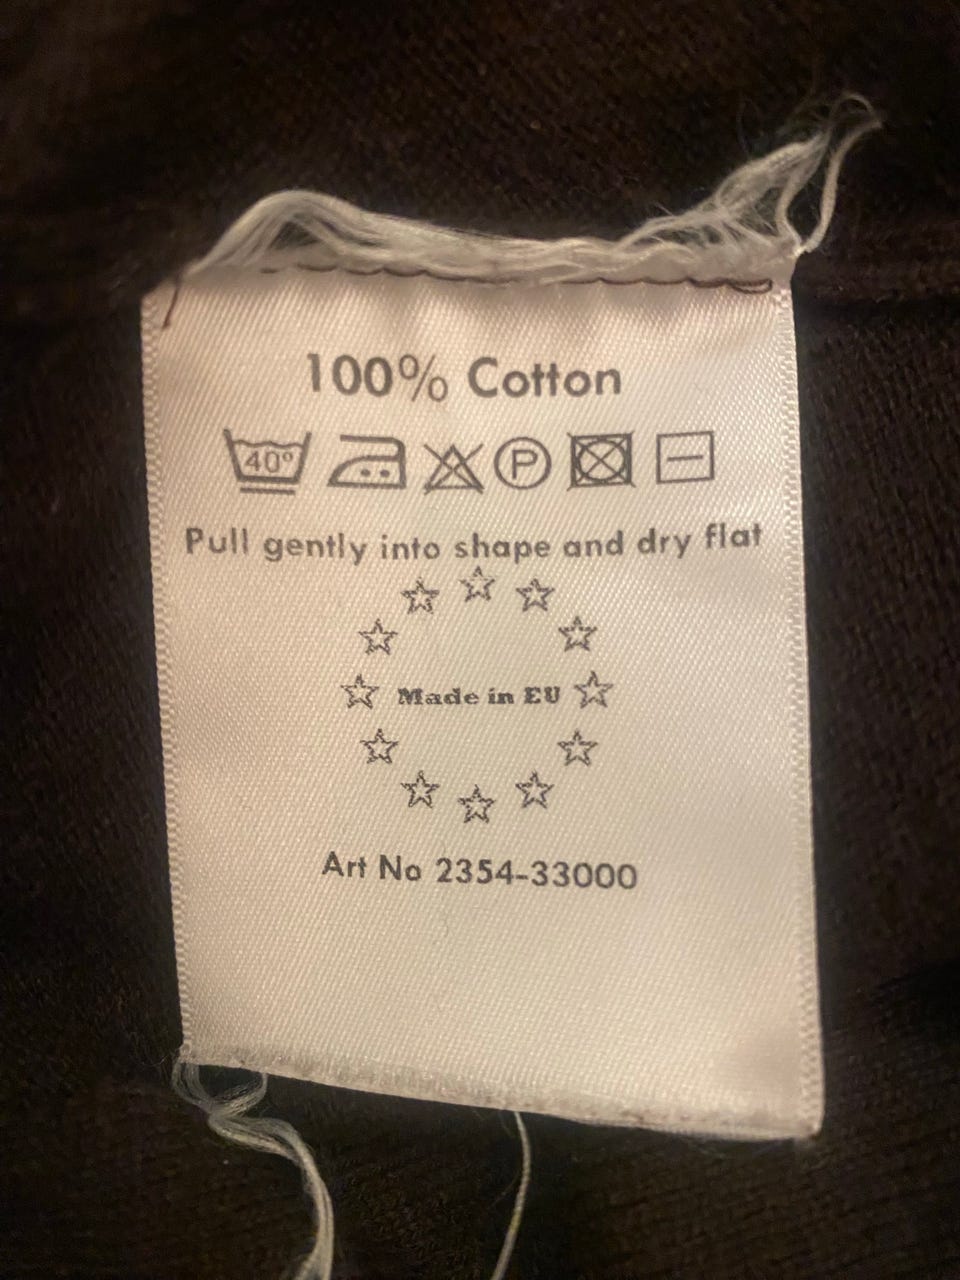 100% Cotton
40° P
Pull gently into shape and dry flat
Made in EU
Art No 2354-33000